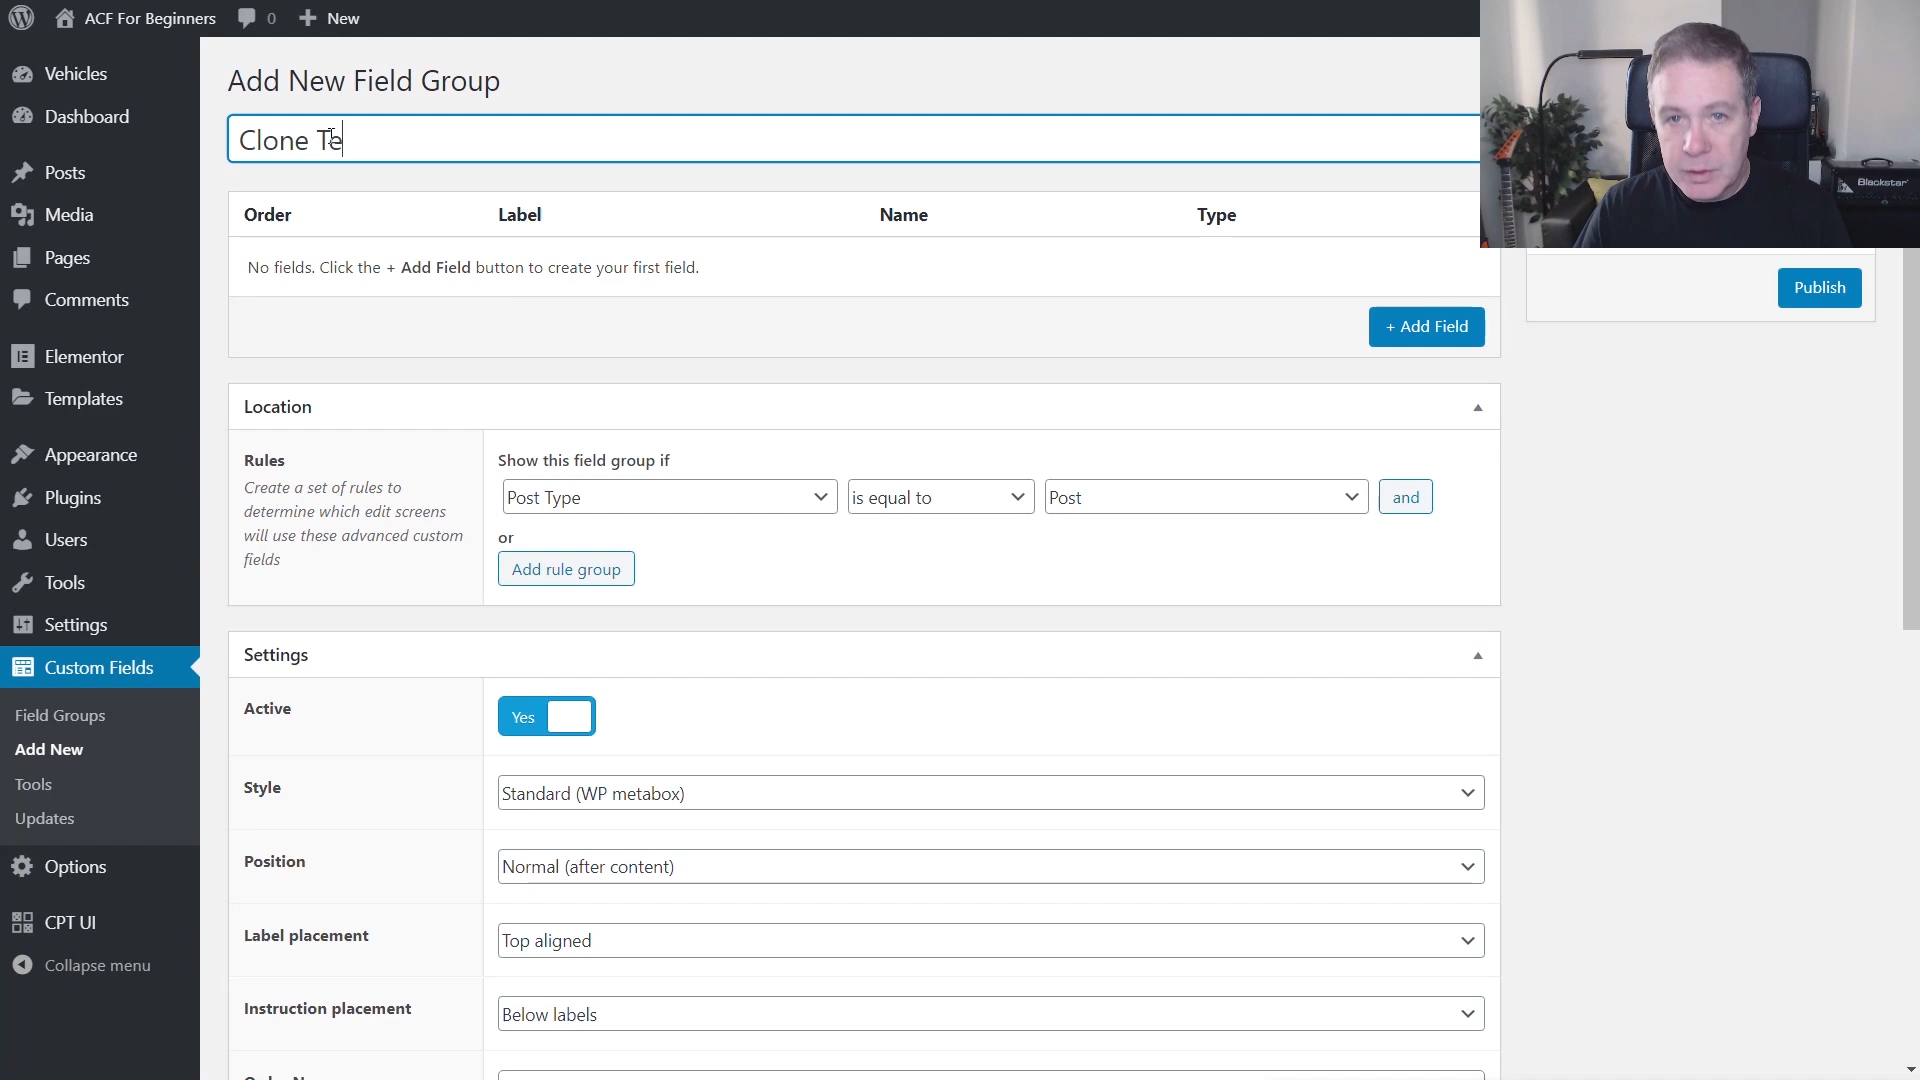 ACF For Beginners
0
New
Vehicles
Dashboard
Posts
Media
Pages
Comments
Elementor
Templates
Appearance
Plugins
Users
Tools
Settings
Custom Fields
Field Groups
Add New
Tools
Updates
Options
CPT UI
Collapse menu
Add New Field Group
Clone Te
Order Label Name Type
No fields. Click the + Add Field button to create your first field.
+ Add Field
Location
Rules
Create a set of rules to
determine which edit screens
will use these advanced custom
fields
Show this field group if
Post Type is equal to Post and
or
Add rule group
Settings
Active
Yes
Style
Standard (WP metabox)
Position
Normal (after content)
Label placement
Top aligned
Instruction placement
Below labels
Publish
Blackstar